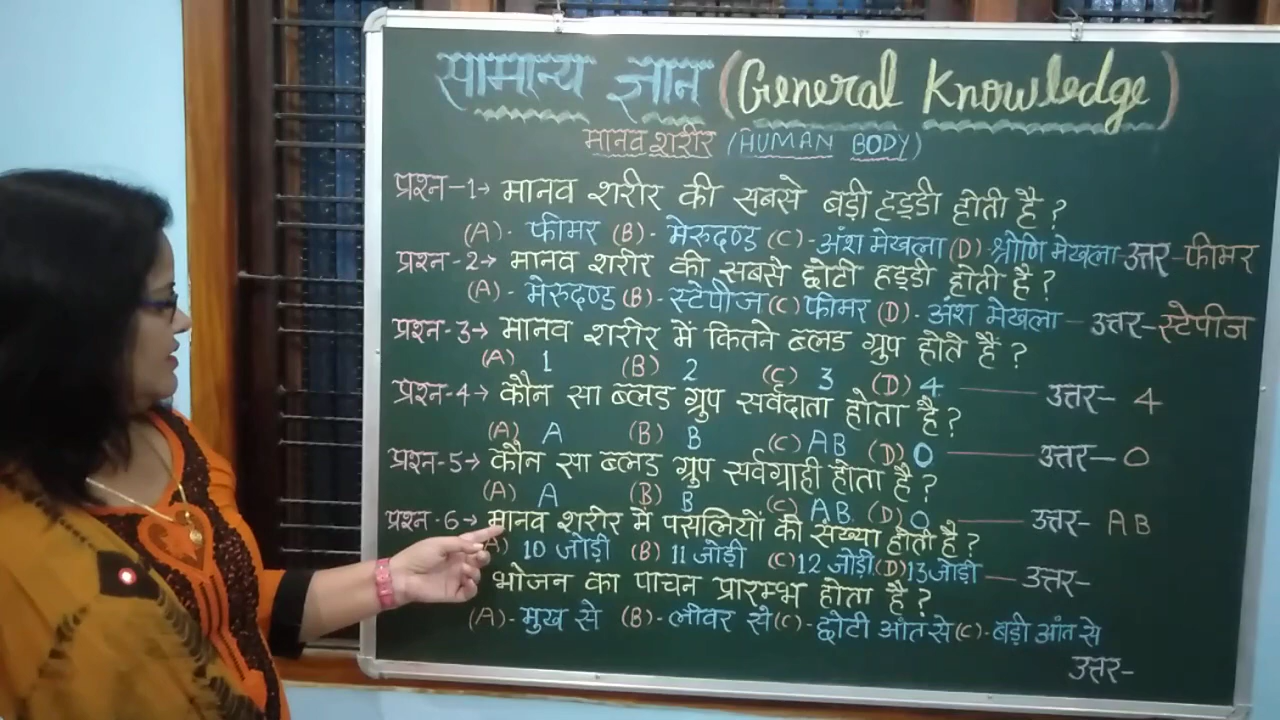 सामान्य ज्ञान (General Knowledge)
मानव शरीर (HUMAN BODY)
प्रश्न-1→ मानव शरीर की सबसे बड़ी हड्डी होती है?
(A)- फीमर (B)- मेरुदण्ड (C)- अंश मेखला (D)- श्रोणि मेखला उत्तर-फीमर
प्रश्न-2→ मानव शरीर की सबसे छोटी हड्डी होती है?
(A)- मेरुदण्ड (B)- स्टेपीज (C) फीमर (D)- अंश मेखला - उत्तर-स्टेपीज
प्रश्न-3→ मानव शरीर में कितने ब्लड ग्रुप होते हैं?
(A) 1 (B) 2 (C) 3 (D) 4 — उत्तर- 4
प्रश्न-4→ कौन सा ब्लड ग्रुप सर्वदाता होता है?
(A) A (B) B (C) AB (D) O — उत्तर-O
प्रश्न-5→ कौन सा ब्लड ग्रुप सर्वग्राही होता है?
(A) A (B) B (C) AB (D) O — उत्तर- AB
प्रश्न-6→ मानव शरीर में पसलियों की संख्या होती है?
A) 10 जोड़ी (B) 11 जोड़ी (C) 12 जोड़ी (D) 13 जोड़ी — उत्तर-
भोजन का पाचन प्रारम्भ होता है?
(A)- मुख से (B)- लीवर से (C)- छोटी आंत से (C)- बड़ी आंत से
उत्तर-